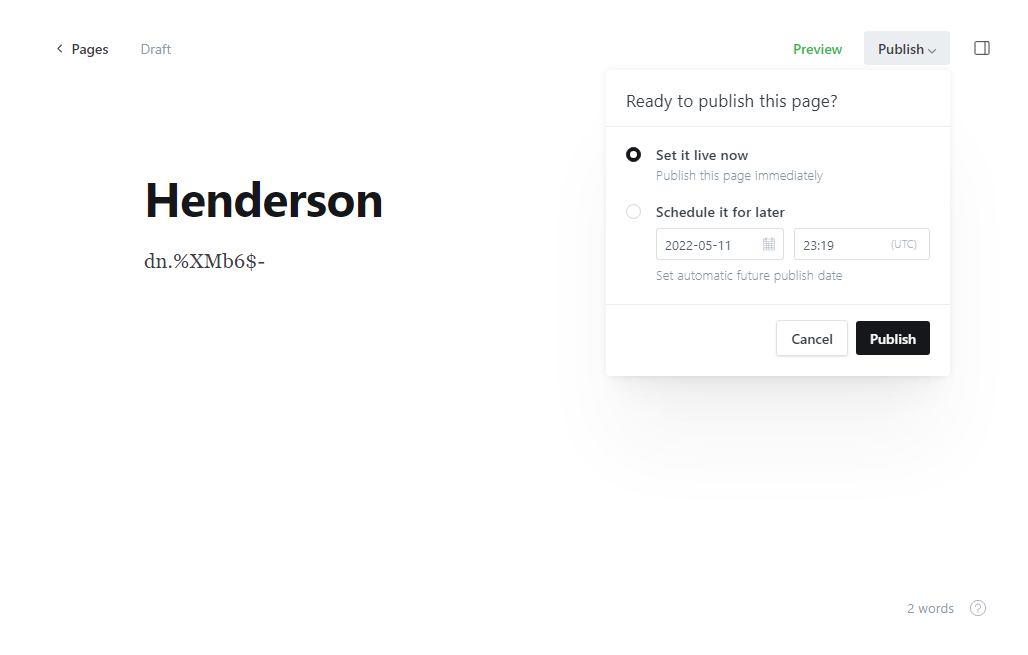 Pages
Draft
Preview
Publish
Ready to publish this page?
Set it live now
Publish this page immediately
Schedule it for later
2022-05-11
23:19
(UTC)
Set automatic future publish date
Cancel
Publish
Henderson
dn.%XMb6$-
2 words
?